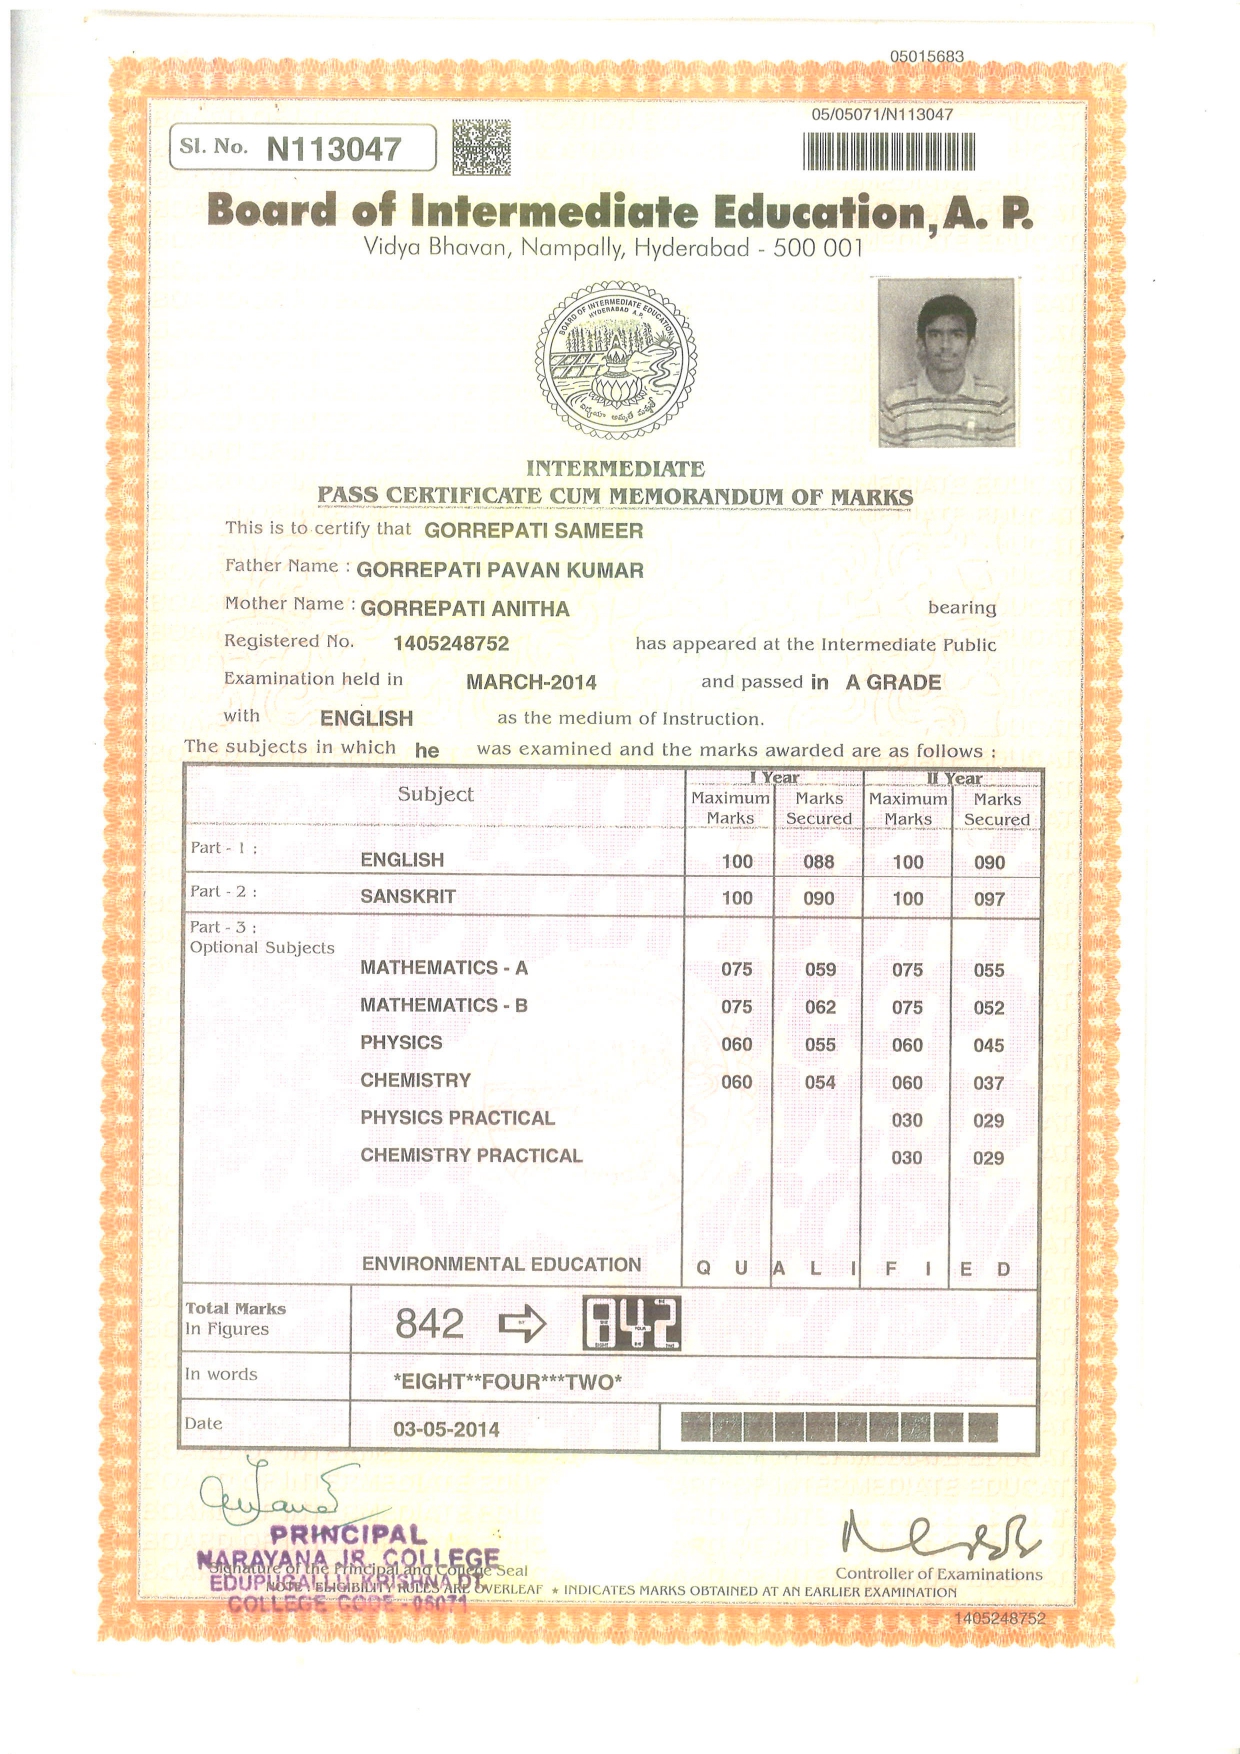 05015683
05/05071/N113047
Sl. No. N113047
Board of Intermediate Education, A. P.
Vidya Bhavan, Nampally, Hyderabad - 500 001
BOARD OF INTERMEDIATE EDUCATION
HYDERABAD A.P.
INTERMEDIATE
PASS CERTIFICATE CUM MEMORANDUM OF MARKS
This is to certify that GORREPATI SAMEER
Father Name : GORREPATI PAVAN KUMAR
Mother Name : GORREPATI ANITHA bearing
Registered No. 1405248752 has appeared at the Intermediate Public
Examination held in MARCH-2014 and passed in A GRADE
with ENGLISH as the medium of Instruction.
The subjects in which he was examined and the marks awarded are as follows :
Subject I Year II Year
Maximum Marks Marks Secured Maximum Marks Marks Secured
Part - 1 : ENGLISH 100 088 100 090
Part - 2 : SANSKRIT 100 090 100 097
Part - 3 :
Optional Subjects
MATHEMATICS - A 075 059 075 055
MATHEMATICS - B 075 062 075 052
PHYSICS 060 055 060 045
CHEMISTRY 060 054 060 037
PHYSICS PRACTICAL 030 029
CHEMISTRY PRACTICAL 030 029
ENVIRONMENTAL EDUCATION Q U A L I F I E D
Total Marks
In Figures 842 842
In words *EIGHT**FOUR***TWO*
Date 03-05-2014
PRINCIPAL
NARAYANA JR. COLLEGE
Signature of the Principal and College Seal
EDUPUGALLU, KRISHNA DT.
Controller of Examinations
NOTE : ELIGIBILITY RULES ARE OVERLEAF ★ INDICATES MARKS OBTAINED AT AN EARLIER EXAMINATION
COLLEGE CODE - 05071
1405248752